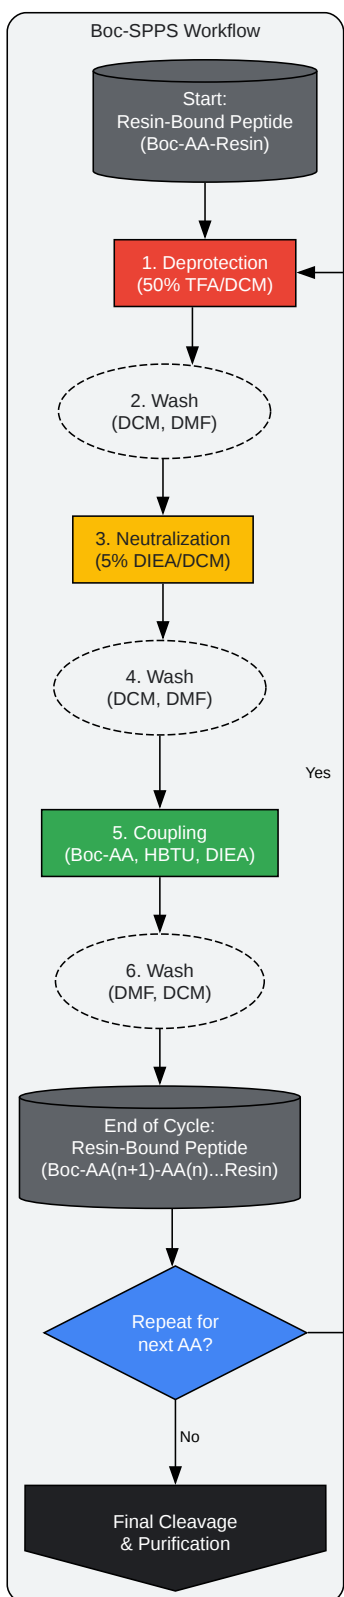 Boc-SPPS Workflow
Start:
Resin-Bound Peptide
(Boc-AA-Resin)
1. Deprotection
(50% TFA/DCM)
2. Wash
(DCM, DMF)
3. Neutralization
(5% DIEA/DCM)
4. Wash
(DCM, DMF)
Yes
5. Coupling
(Boc-AA, HBTU, DIEA)
6. Wash
(DMF, DCM)
End of Cycle:
Resin-Bound Peptide
(Boc-AA(n+1)-AA(n)...Resin)
Repeat for
next AA?
No
Final Cleavage
& Purification